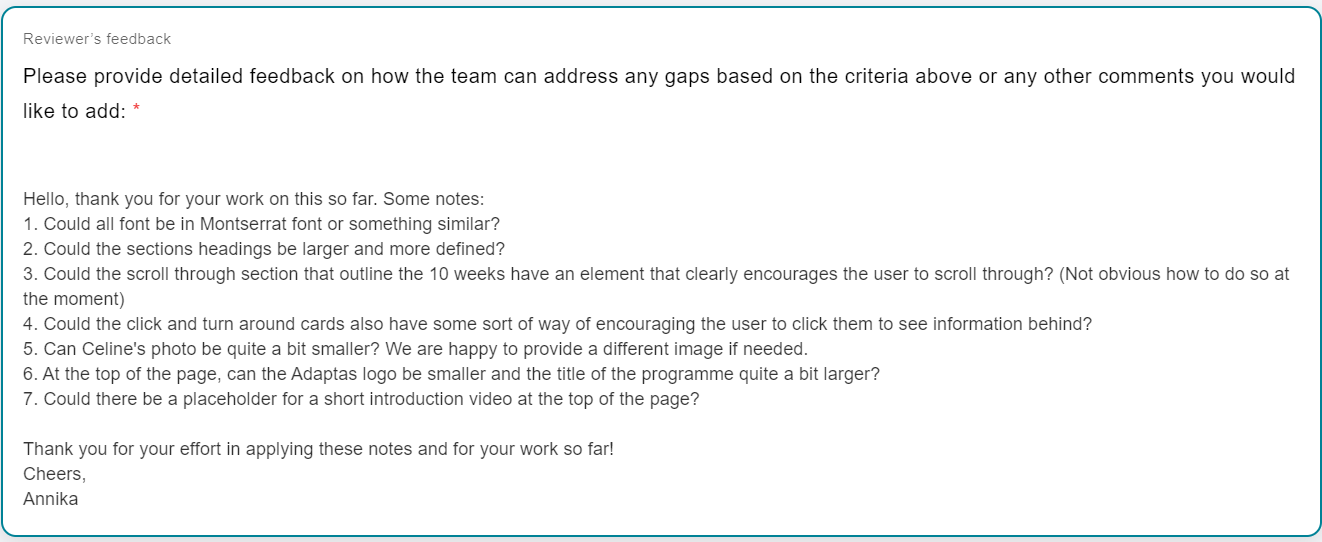 Reviewer's feedback
Please provide detailed feedback on how the team can address any gaps based on the criteria above or any other comments you would
like to add: *
Hello, thank you for your work on this so far. Some notes:
1. Could all font be in Montserrat font or something similar?
2. Could the sections headings be larger and more defined?
3. Could the scroll through section that outline the 10 weeks have an element that clearly encourages the user to scroll through? (Not obvious how to do so at
the moment)
4. Could the click and turn around cards also have some sort of way of encouraging the user to click them to see information behind?
5. Can Celine's photo be quite a bit smaller? We are happy to provide a different image if needed.
6. At the top of the page, can the Adaptas logo be smaller and the title of the programme quite a bit larger?
7. Could there be a placeholder for a short introduction video at the top of the page?
Thank you for your effort in applying these notes and for your work so far!
Cheers,
Annika